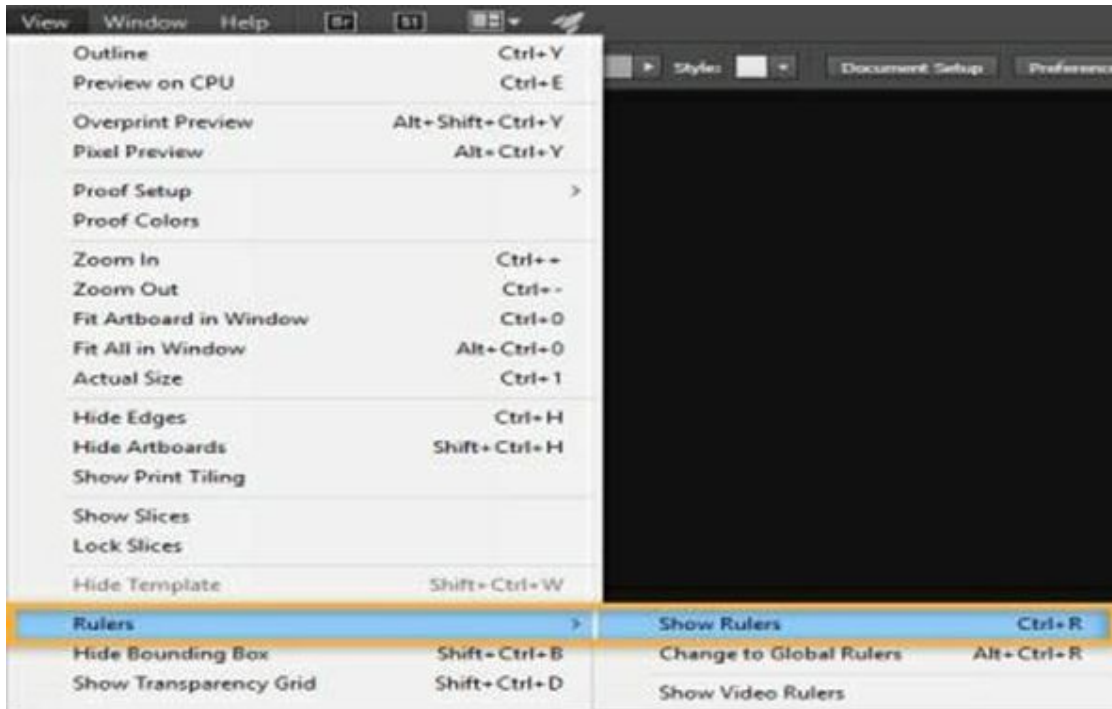 View Window Help Br St
Outline Ctrl+Y
Preview on CPU Ctrl+E
Style: Document Setup Preference
Overprint Preview Alt+Shift+Ctrl+Y
Pixel Preview Alt+Ctrl+Y
Proof Setup >
Proof Colors
Zoom In Ctrl++
Zoom Out Ctrl+-
Fit Artboard in Window Ctrl+0
Fit All in Window Alt+Ctrl+0
Actual Size Ctrl+1
Hide Edges Ctrl+H
Hide Artboards Shift+Ctrl+H
Show Print Tiling
Show Slices
Lock Slices
Hide Template Shift+Ctrl+W
Rulers > Show Rulers Ctrl+R
Hide Bounding Box Shift+Ctrl+B Change to Global Rulers Alt+Ctrl+R
Show Transparency Grid Shift+Ctrl+D Show Video Rulers